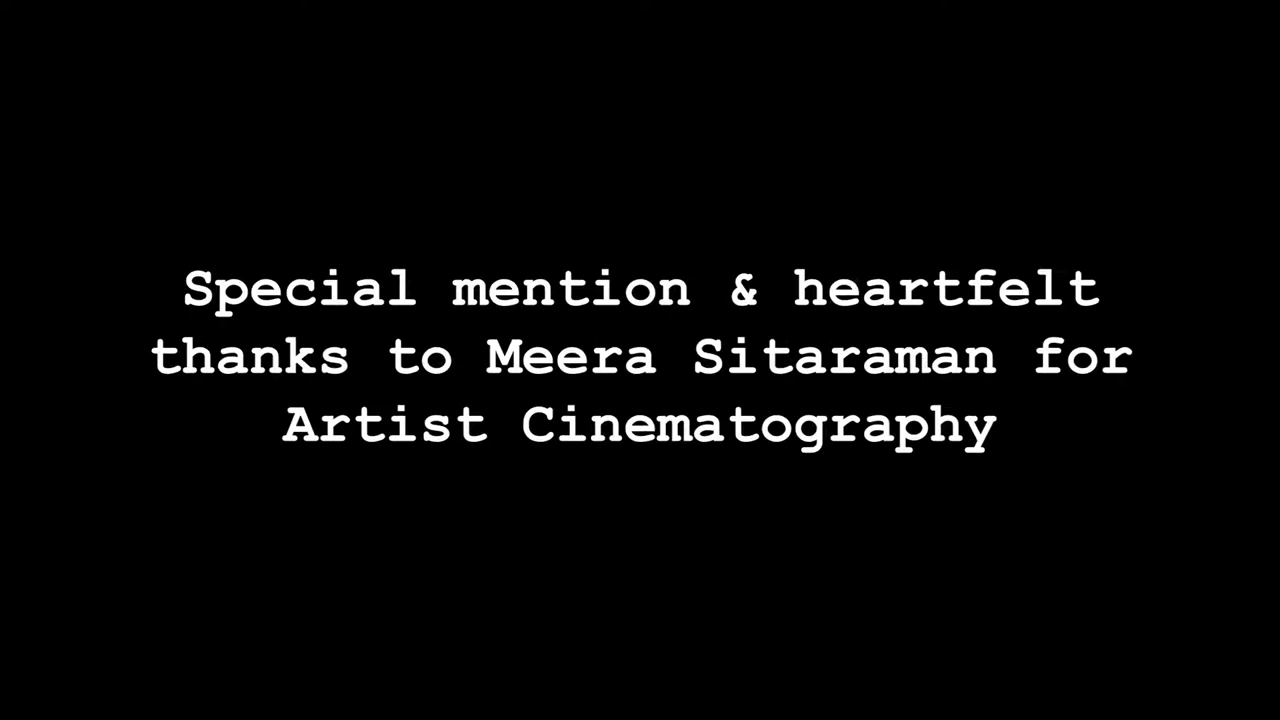 Special mention & heartfelt
thanks to Meera Sitaraman for
Artist Cinematography